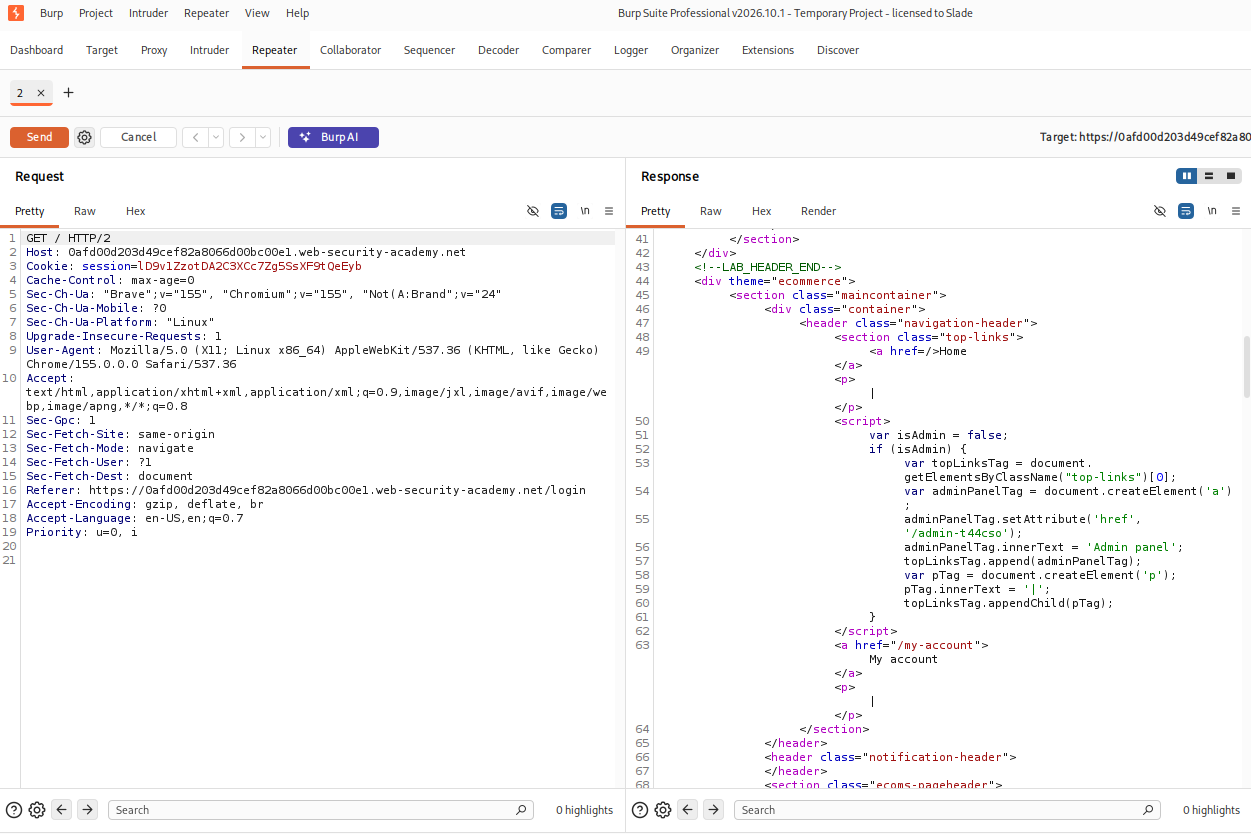 Burp Project Intruder Repeater View Help Burp Suite Professional v2026.10.1 - Temporary Project - licensed to Slade
Dashboard Target Proxy Intruder Repeater Collaborator Sequencer Decoder Comparer Logger Organizer Extensions Discover
2 × +
Send Cancel < > Burp AI Target: https://0afd00d203d49cef82a80
Request
Pretty Raw Hex \n
1 GET / HTTP/2
2 Host: 0afd00d203d49cef82a8066d00bc00e1.web-security-academy.net
3 Cookie: session=lD9v1ZzotDA2C3XCc7Zg5SsXF9tQeEyb
4 Cache-Control: max-age=0
5 Sec-Ch-Ua: "Brave";v="155", "Chromium";v="155", "Not(A:Brand";v="24"
6 Sec-Ch-Ua-Mobile: ?0
7 Sec-Ch-Ua-Platform: "Linux"
8 Upgrade-Insecure-Requests: 1
9 User-Agent: Mozilla/5.0 (X11; Linux x86_64) AppleWebKit/537.36 (KHTML, like Gecko)
Chrome/155.0.0.0 Safari/537.36
10 Accept:
text/html,application/xhtml+xml,application/xml;q=0.9,image/jxl,image/avif,image/we
bp,image/apng,*/*;q=0.8
11 Sec-Gpc: 1
12 Sec-Fetch-Site: same-origin
13 Sec-Fetch-Mode: navigate
14 Sec-Fetch-User: ?1
15 Sec-Fetch-Dest: document
16 Referer: https://0afd00d203d49cef82a8066d00bc00e1.web-security-academy.net/login
17 Accept-Encoding: gzip, deflate, br
18 Accept-Language: en-US,en;q=0.7
19 Priority: u=0, i
20
21
Search 0 highlights
Response
Pretty Raw Hex Render \n
41 </section>
42 </div>
43 <!--LAB_HEADER_END-->
44 <div theme="ecommerce">
45 <section class="maincontainer">
46 <div class="container">
47 <header class="navigation-header">
48 <section class="top-links">
49 <a href=/>Home
</a>
<p>
|
</p>
50 <script>
51 var isAdmin = false;
52 if (isAdmin) {
53 var topLinksTag = document.
getElementsByClassName("top-links")[0];
54 var adminPanelTag = document.createElement('a')
;
55 adminPanelTag.setAttribute('href',
'/admin-t44cso');
56 adminPanelTag.innerText = 'Admin panel';
57 topLinksTag.append(adminPanelTag);
58 var pTag = document.createElement('p');
59 pTag.innerText = '|';
60 topLinksTag.appendChild(pTag);
61 }
62 </script>
63 <a href="/my-account">
My account
</a>
<p>
|
</p>
64 </section>
65 </header>
66 <header class="notification-header">
67 </header>
68 <section class="ecoms-pageheader">
Search 0 highlights